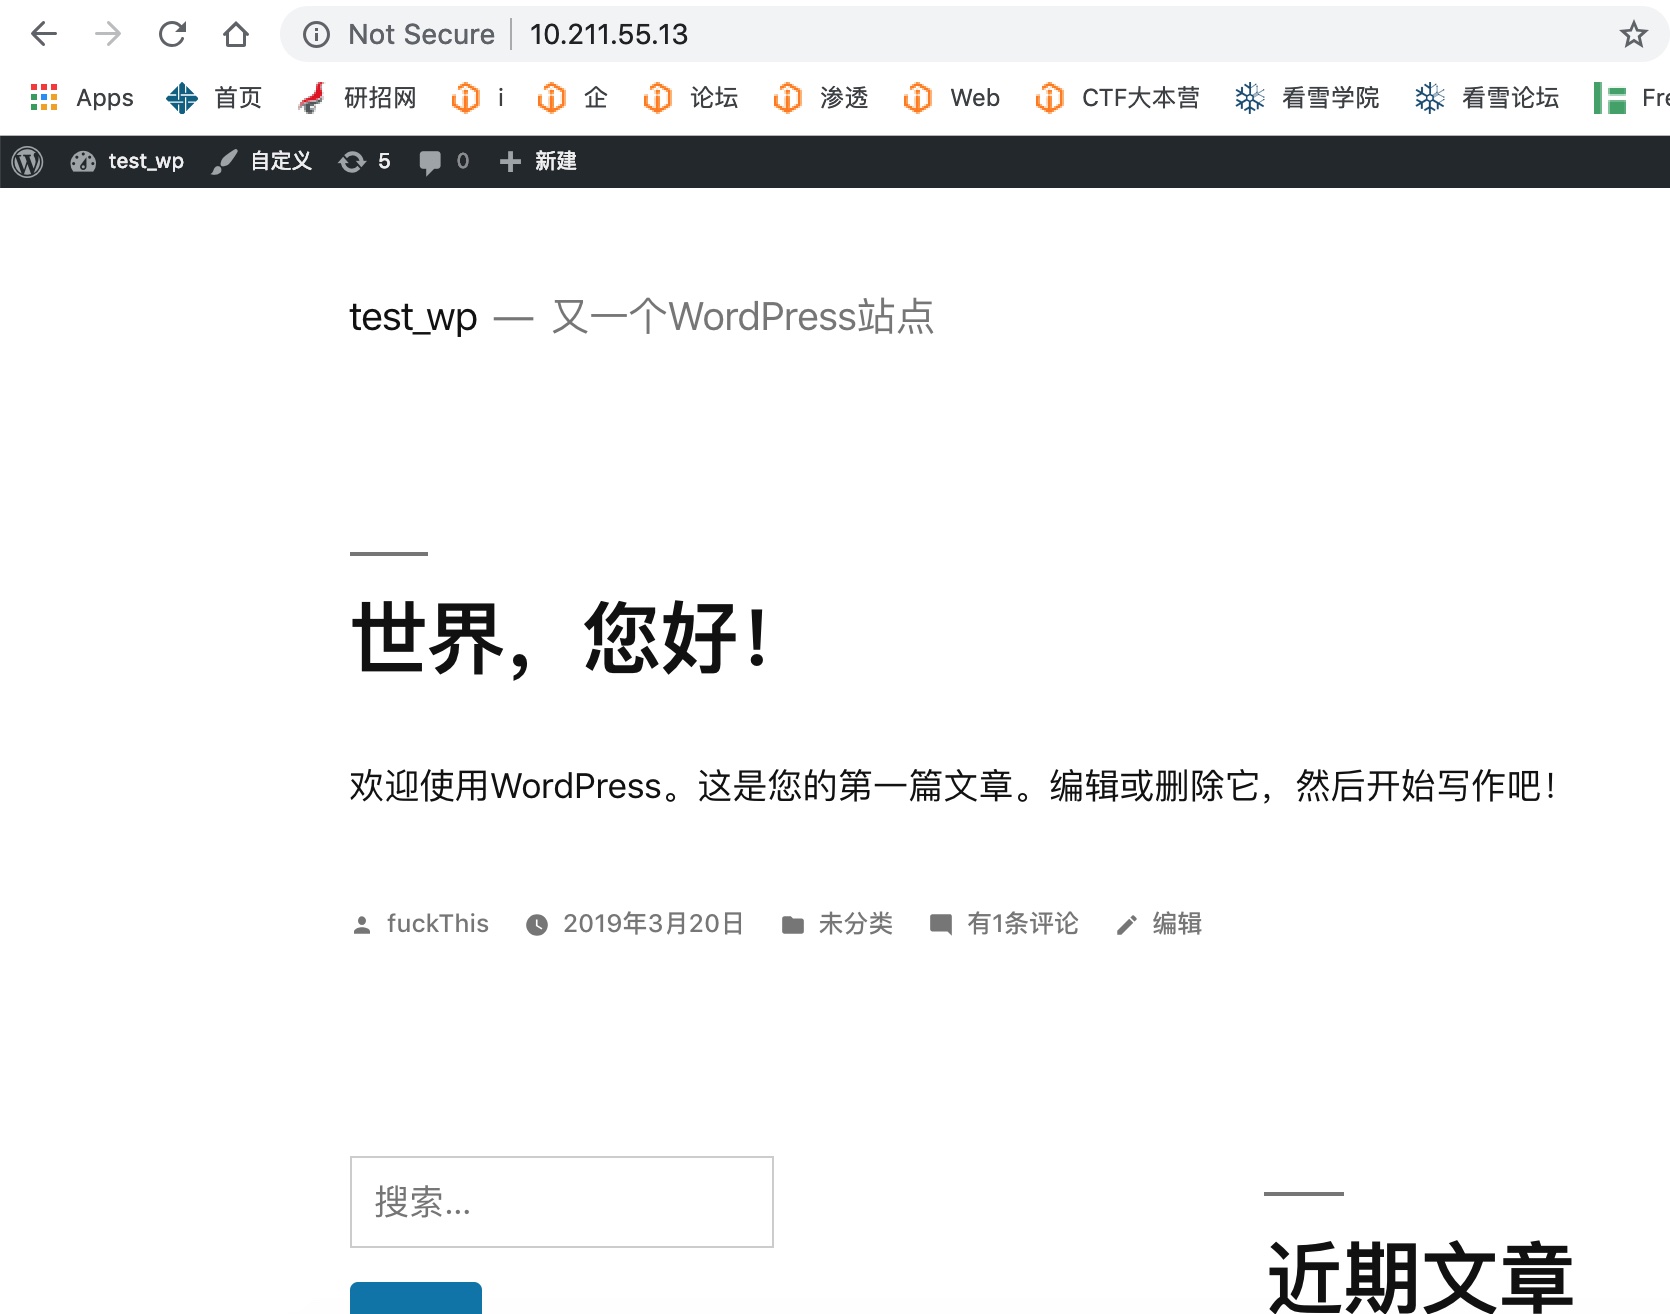 Not Secure 10.211.55.13
Apps 首页 研招网 i 企 论坛 渗透 Web CTF大本营 看雪学院 看雪论坛 Fre
test_wp 自定义 5 0 新建
test_wp — 又一个WordPress站点
世界，您好！
欢迎使用WordPress。这是您的第一篇文章。编辑或删除它，然后开始写作吧！
fuckThis 2019年3月20日 未分类 有1条评论 编辑
搜索...
近期文章